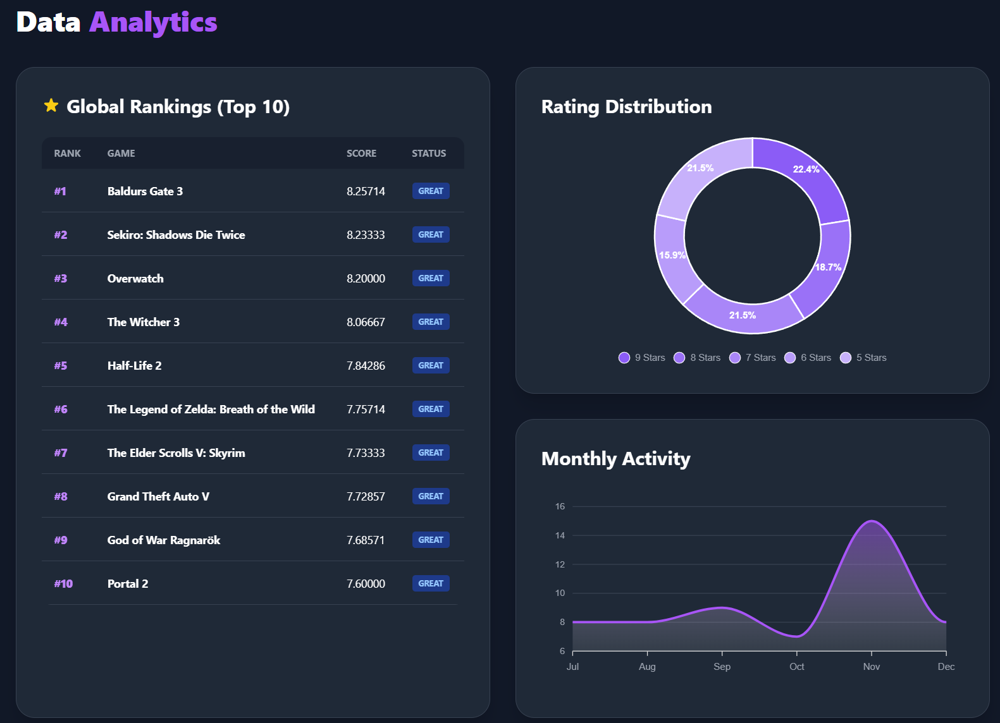 Data Analytics
Global Rankings (Top 10)
RANK GAME SCORE STATUS
#1 Baldurs Gate 3 8.25714 GREAT
#2 Sekiro: Shadows Die Twice 8.23333 GREAT
#3 Overwatch 8.20000 GREAT
#4 The Witcher 3 8.06667 GREAT
#5 Half-Life 2 7.84286 GREAT
#6 The Legend of Zelda: Breath of the Wild 7.75714 GREAT
#7 The Elder Scrolls V: Skyrim 7.73333 GREAT
#8 Grand Theft Auto V 7.72857 GREAT
#9 God of War Ragnarök 7.68571 GREAT
#10 Portal 2 7.60000 GREAT
Rating Distribution
21.5% 22.4%
15.9% 18.7%
21.5%
9 Stars 8 Stars 7 Stars 6 Stars 5 Stars
Monthly Activity
16
14
12
10
8
6
Jul Aug Sep Oct Nov Dec